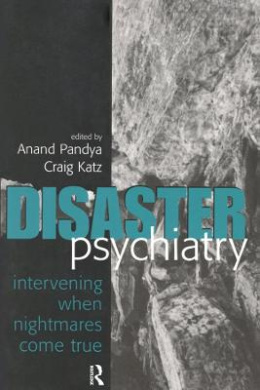 edited by
Anand Pandya
Craig Katz
DISASTER
psychiatry
intervening
when
nightmares
come true